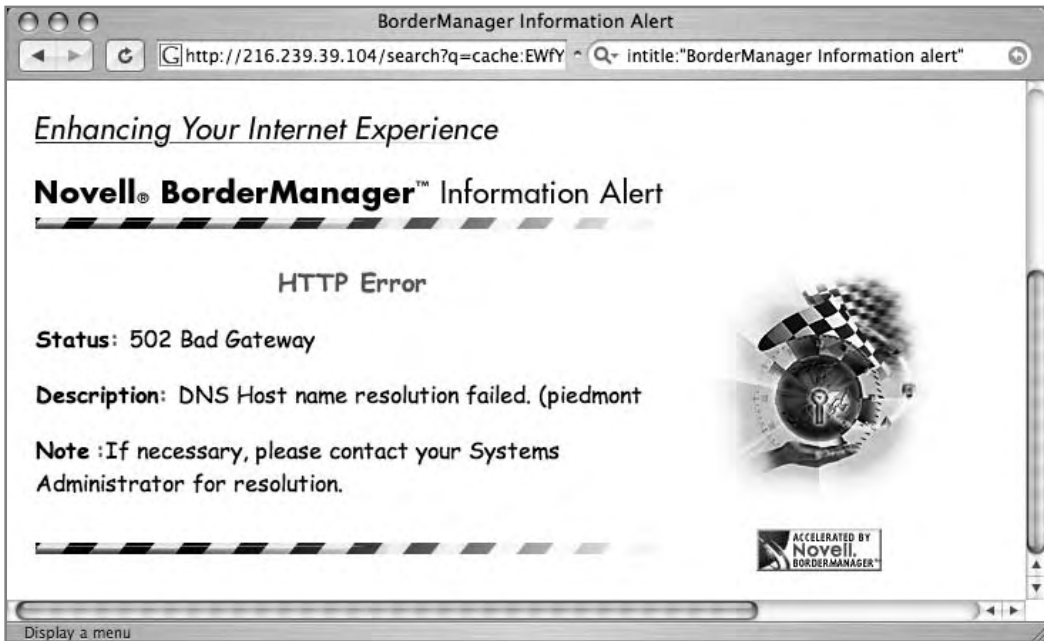 BorderManager Information Alert
http://216.239.39.104/search?q=cache:EWfY
intitle:"BorderManager Information alert"
Enhancing Your Internet Experience
Novell® BorderManager™ Information Alert
HTTP Error
Status: 502 Bad Gateway
Description: DNS Host name resolution failed. (piedmont
Note :If necessary, please contact your Systems
Administrator for resolution.
ACCELERATED BY
Novell.
BORDERMANAGER™
Display a menu